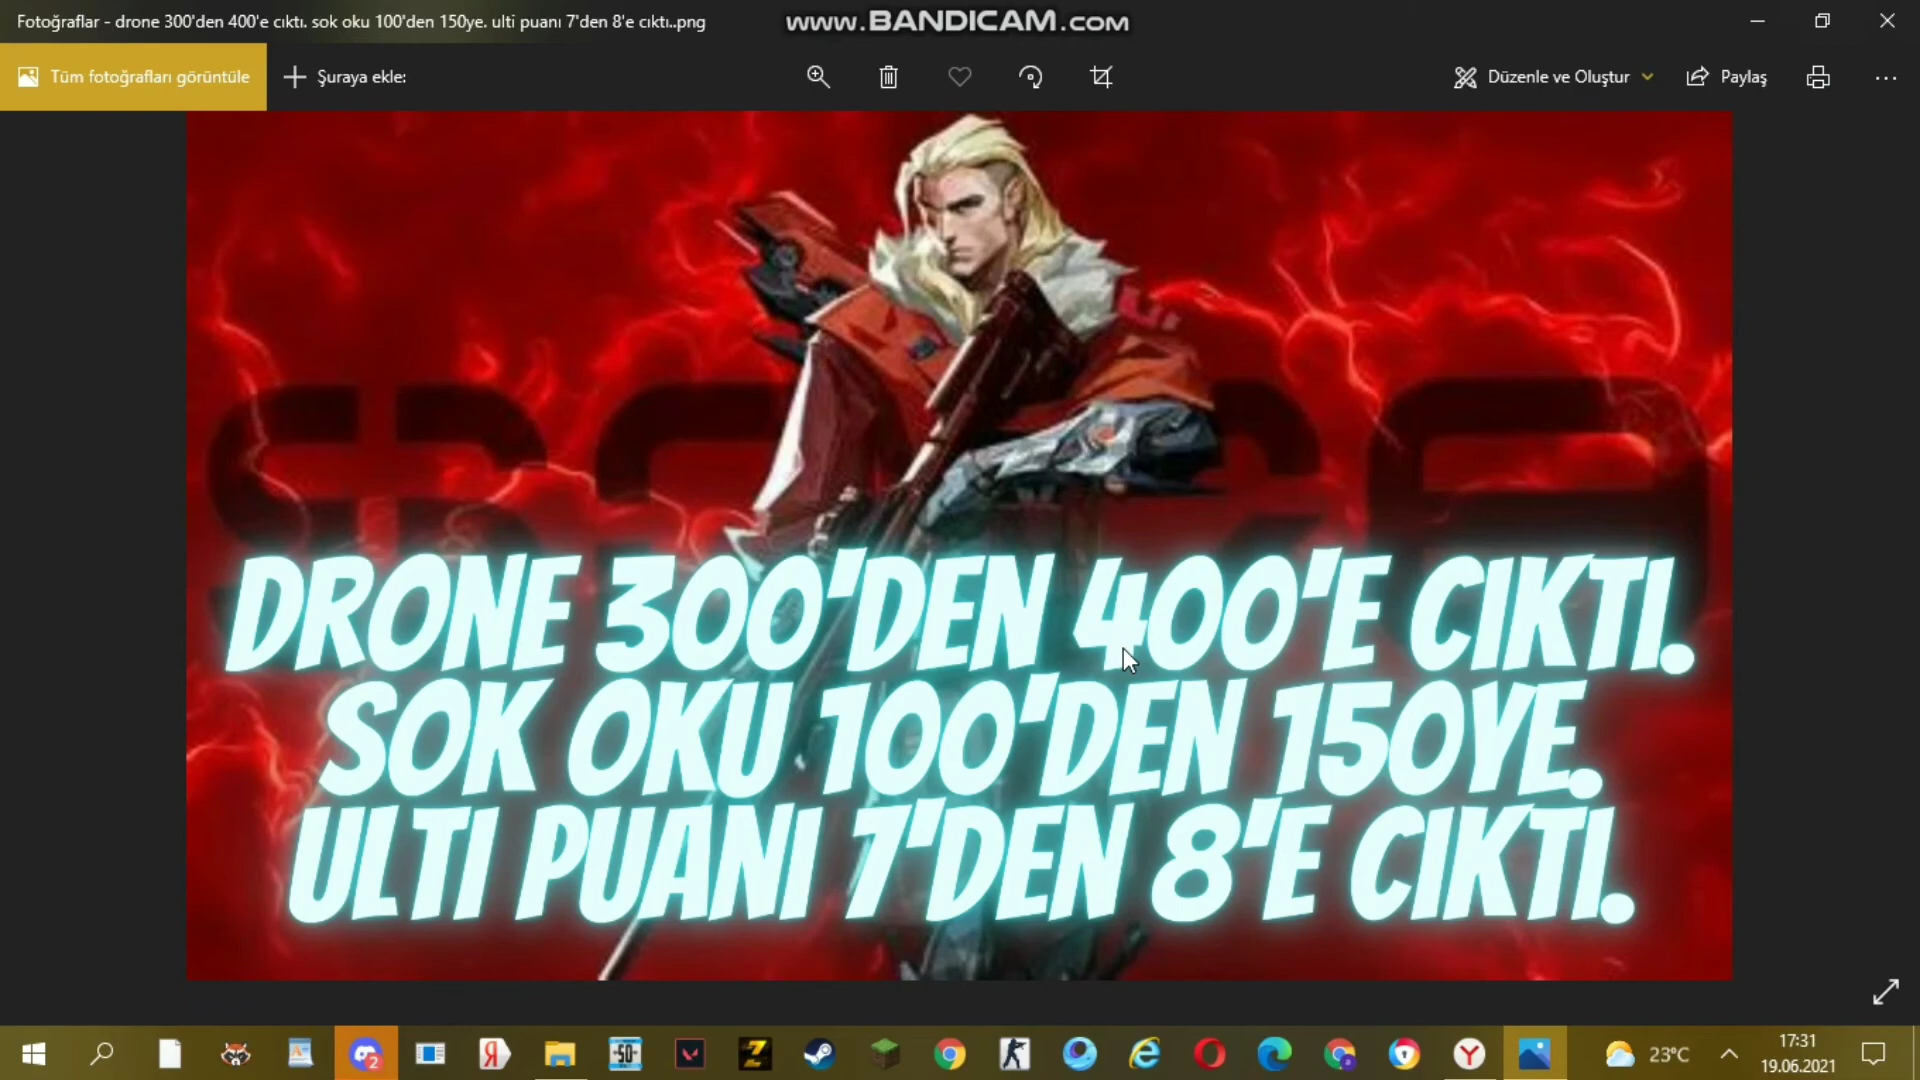 Fotoğraflar - drone 300'den 400'e cıktı. sok oku 100'den 150ye. ulti puanı 7'den 8'e cıktı..png
www.BANDICAM.com
Tüm fotoğrafları görüntüle
Şuraya ekle:
Düzenle ve Oluştur
Paylaş
DRONE 300'DEN 400'E CIKTI.
SOK OKU 100'DEN 150YE.
ULTI PUANI 7'DEN 8'E CIKTI.
2
50
23°C
17:31
19.06.2021